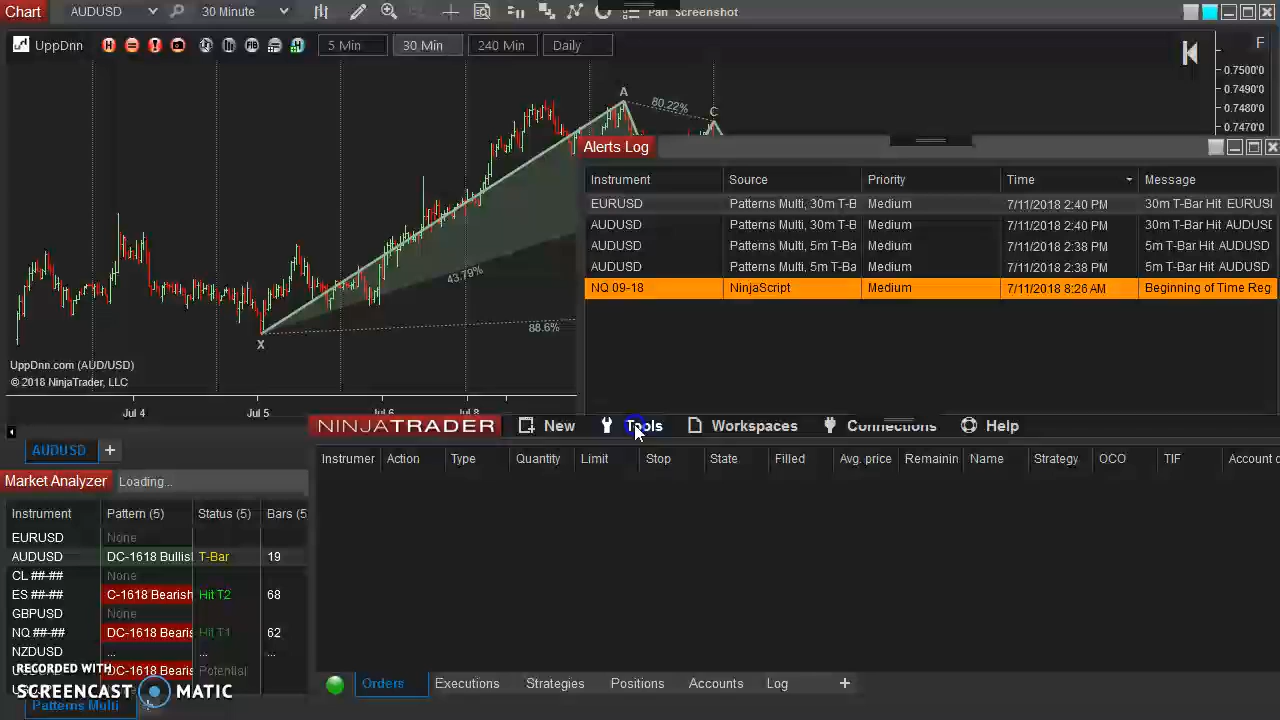 Chart AUDUSD 30 Minute Pan Screenshot
UppDnn 5 Min 30 Min 240 Min Daily F
0.7500'0
0.7490'0
0.7480'0
0.7470'0
A
80.22%
C
43.79%
88.6%
X
UppDnn.com (AUD/USD)
© 2018 NinjaTrader, LLC
Jul 4 Jul 5 Jul 6 Jul 8
AUDUSD +
Alerts Log
Instrument Source Priority Time Message
EURUSD Patterns Multi, 30m T-B Medium 7/11/2018 2:40 PM 30m T-Bar Hit EURUS
AUDUSD Patterns Multi, 30m T-B Medium 7/11/2018 2:40 PM 30m T-Bar Hit AUDUS
AUDUSD Patterns Multi, 5m T-Ba Medium 7/11/2018 2:39 PM 5m T-Bar Hit AUDUSD
AUDUSD Patterns Multi, 5m T-Ba Medium 7/11/2018 2:38 PM 5m T-Bar Hit AUDUSD
NQ 09-18 NinjaScript Medium 7/11/2018 8:26 AM Beginning of Time Reg
NINJATRADER New Tools Workspaces Connections Help
Instrumer Action Type Quantity Limit Stop State Filled Avg. price Remainin Name Strategy OCO TIF Account
Orders Executions Strategies Positions Accounts Log +
Market Analyzer Loading...
Instrument Pattern (5) Status (5) Bars (5
EURUSD None
AUDUSD DC-1618 Bullis T-Bar 19
CL ##-## None
ES ##-## C-1618 Bearish Hit T2 68
GBPUSD None
NQ ##-## DC-1618 Bearis Hit T1 62
NZDUSD ... ... ...
DC-1618 Bearis Potential
RECORDED WITH
SCREENCAST MATIC
Patterns Multi